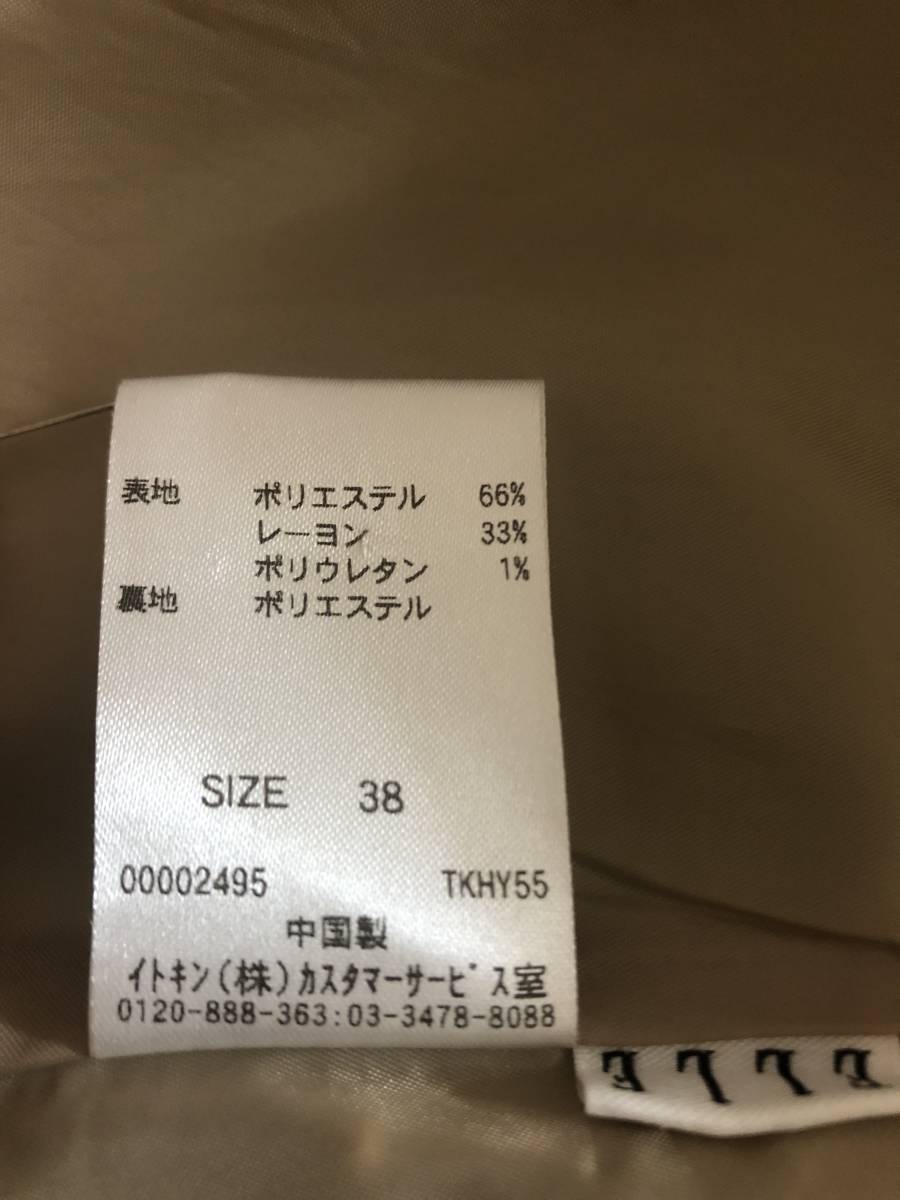 表地 ポリエステル 66%
レーヨン 33%
ポリウレタン 1%
裏地 ポリエステル
SIZE 38
00002495 TKHY55
中国製
イトキン(株)カスタマーサービス室
0120-888-363:03-3478-8088